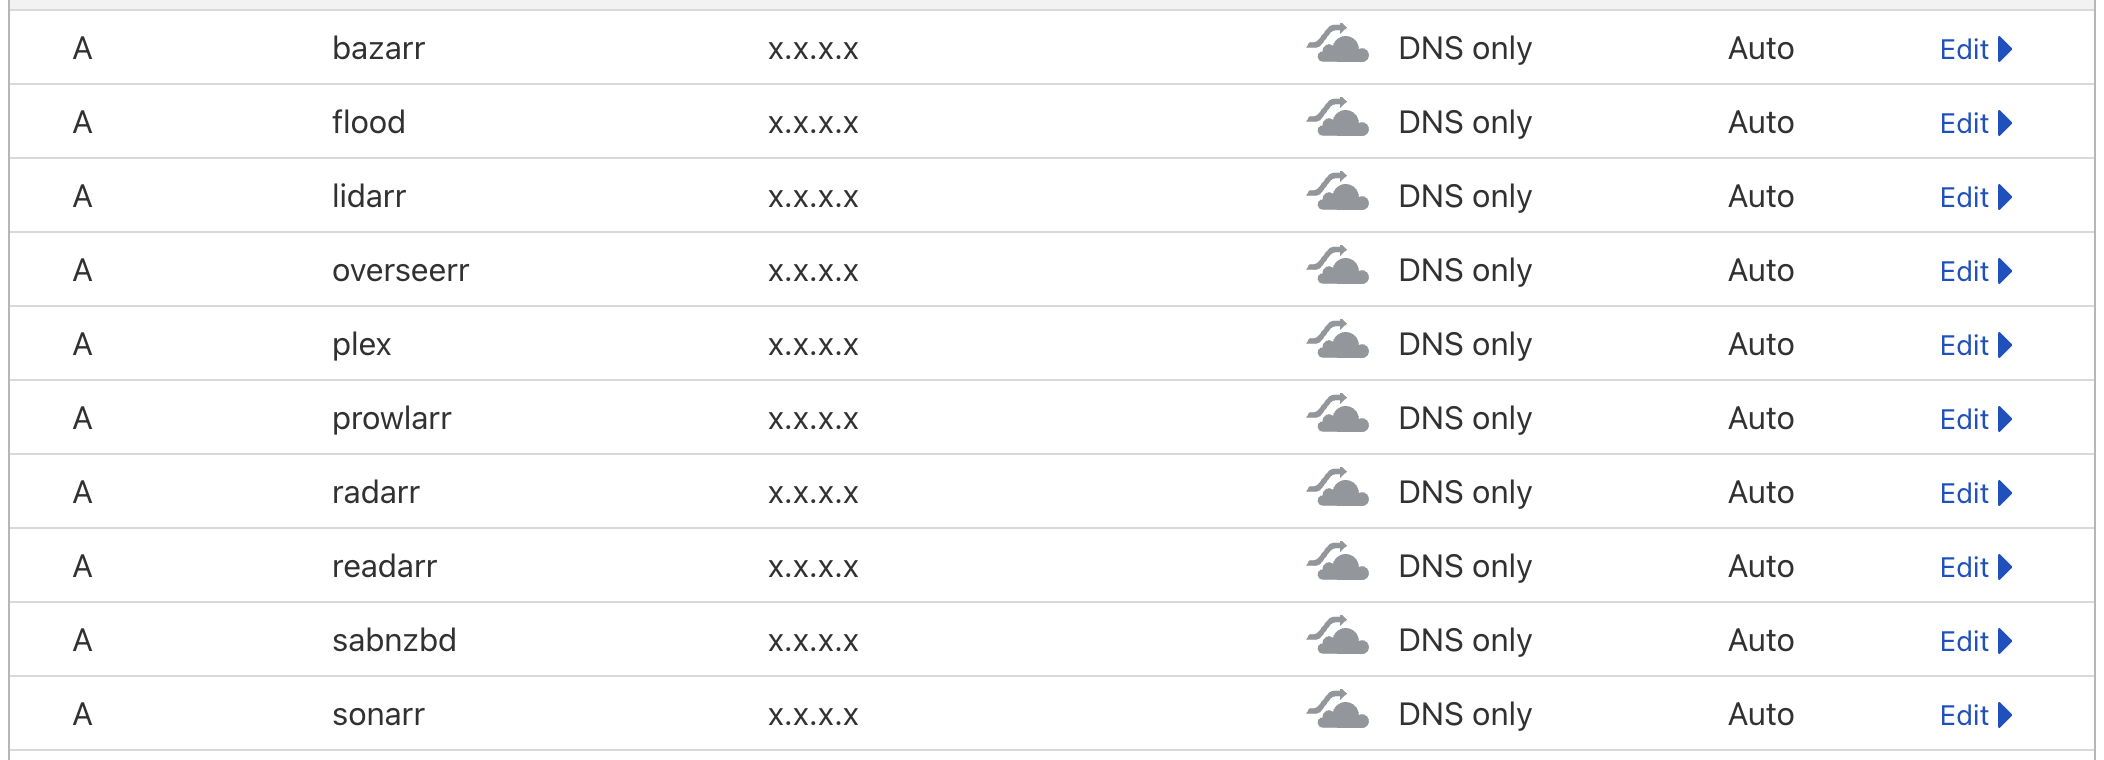 A bazarr x.x.x.x DNS only Auto Edit
A flood x.x.x.x DNS only Auto Edit
A lidarr x.x.x.x DNS only Auto Edit
A overseerr x.x.x.x DNS only Auto Edit
A plex x.x.x.x DNS only Auto Edit
A prowlarr x.x.x.x DNS only Auto Edit
A radarr x.x.x.x DNS only Auto Edit
A readarr x.x.x.x DNS only Auto Edit
A sabnzbd x.x.x.x DNS only Auto Edit
A sonarr x.x.x.x DNS only Auto Edit